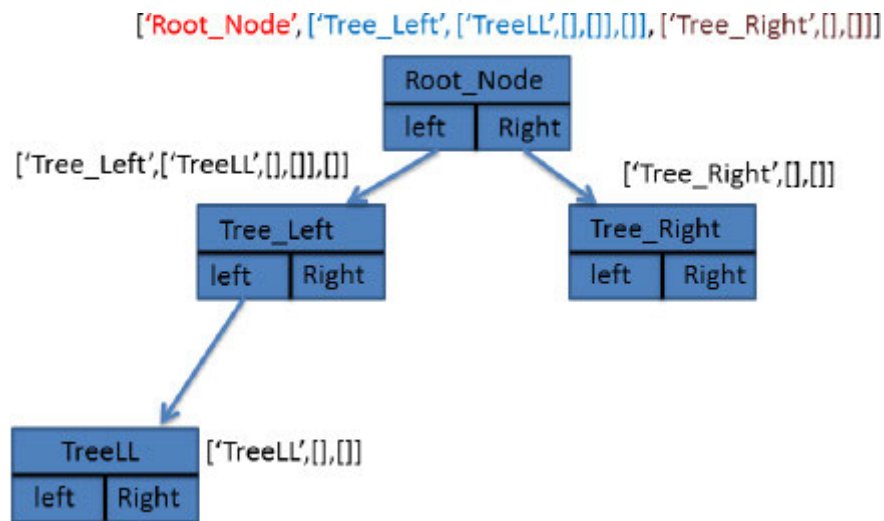 [‘Root_Node’, [‘Tree_Left’, [‘TreeLL’,[],[]],[]], [‘Tree_Right’,[],[]]]
Root_Node
left Right
[‘Tree_Left’,[‘TreeLL’,[],[]],[]]
[‘Tree_Right’,[],[]]
Tree_Left
left Right
Tree_Right
left Right
TreeLL
left Right
[‘TreeLL’,[],[]]